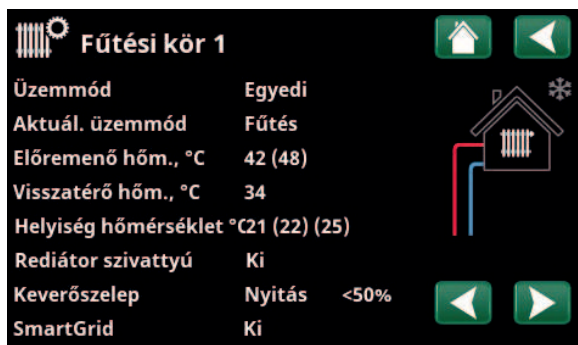 Fűtési kör 1
Üzemmód Egyedi
Aktuál. üzemmód Fűtés
Előremenő hőm., °C 42 (48)
Visszatérő hőm., °C 34
Helyiség hőmérséklet °C21 (22) (25)
Rediátor szivattyú Ki
Keverőszelep Nyitás <50%
SmartGrid Ki